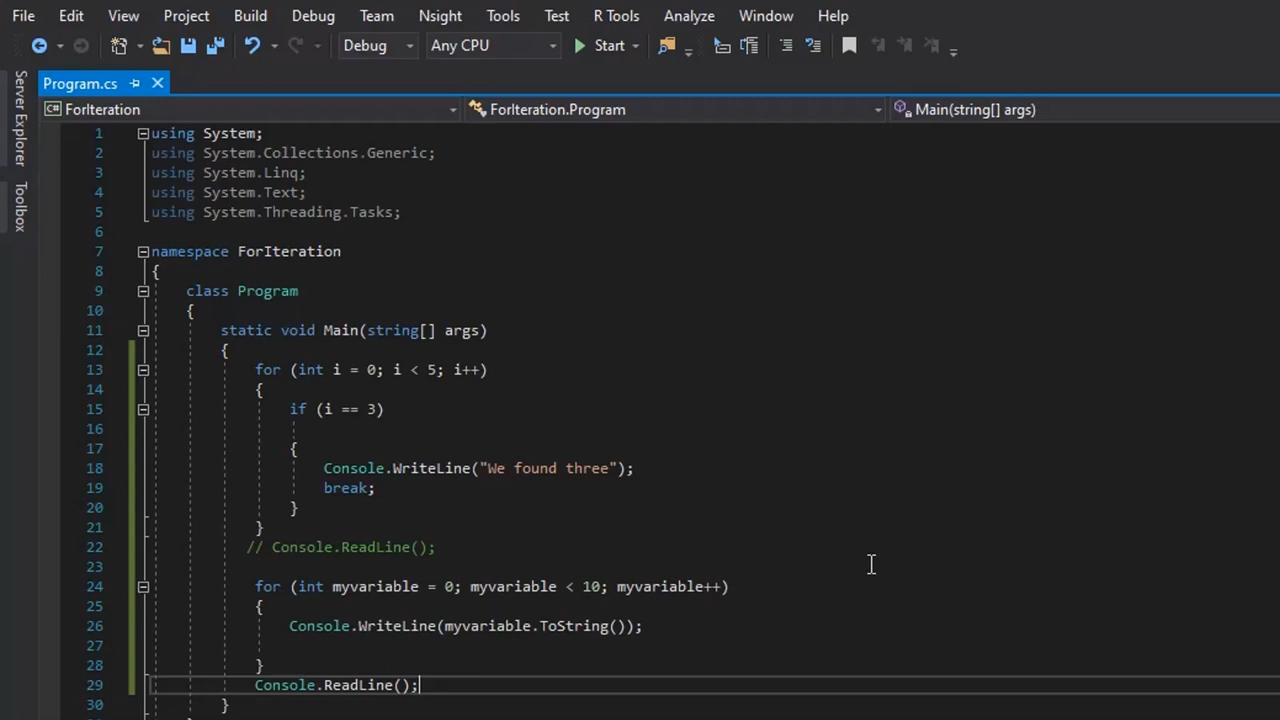 File Edit View Project Build Debug Team Nsight Tools Test R Tools Analyze Window Help
Debug Any CPU Start
Server Explorer
Toolbox
Program.cs
C# ForIteration ForIteration.Program Main(string[] args)
1 using System;
2 using System.Collections.Generic;
3 using System.Linq;
4 using System.Text;
5 using System.Threading.Tasks;
6
7 namespace ForIteration
8 {
9 class Program
10 {
11 static void Main(string[] args)
12 {
13 for (int i = 0; i < 5; i++)
14 {
15 if (i == 3)
16
17 {
18 Console.WriteLine("We found three");
19 break;
20 }
21 }
22 // Console.ReadLine();
23
24 for (int myvariable = 0; myvariable < 10; myvariable++)
25 {
26 Console.WriteLine(myvariable.ToString());
27
28 }
29 Console.ReadLine();
30 }